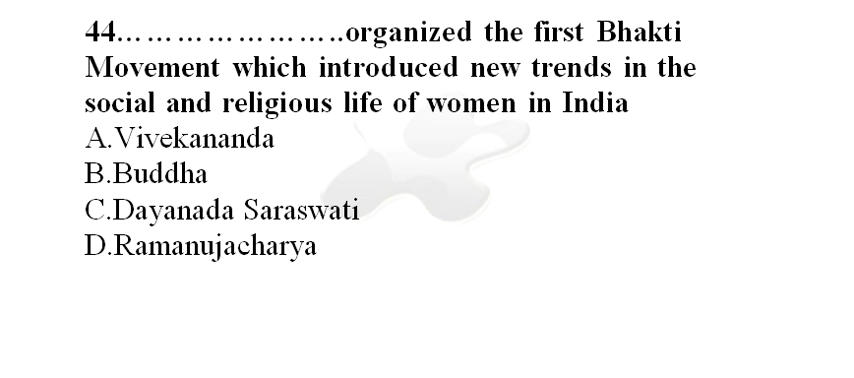 44... ... ... ... ... ... ... ..organized the first Bhakti
Movement which introduced new trends in the
social and religious life of women in India
A.Vivekananda
B.Buddha
C.Dayanada Saraswati
D.Ramanujacharya